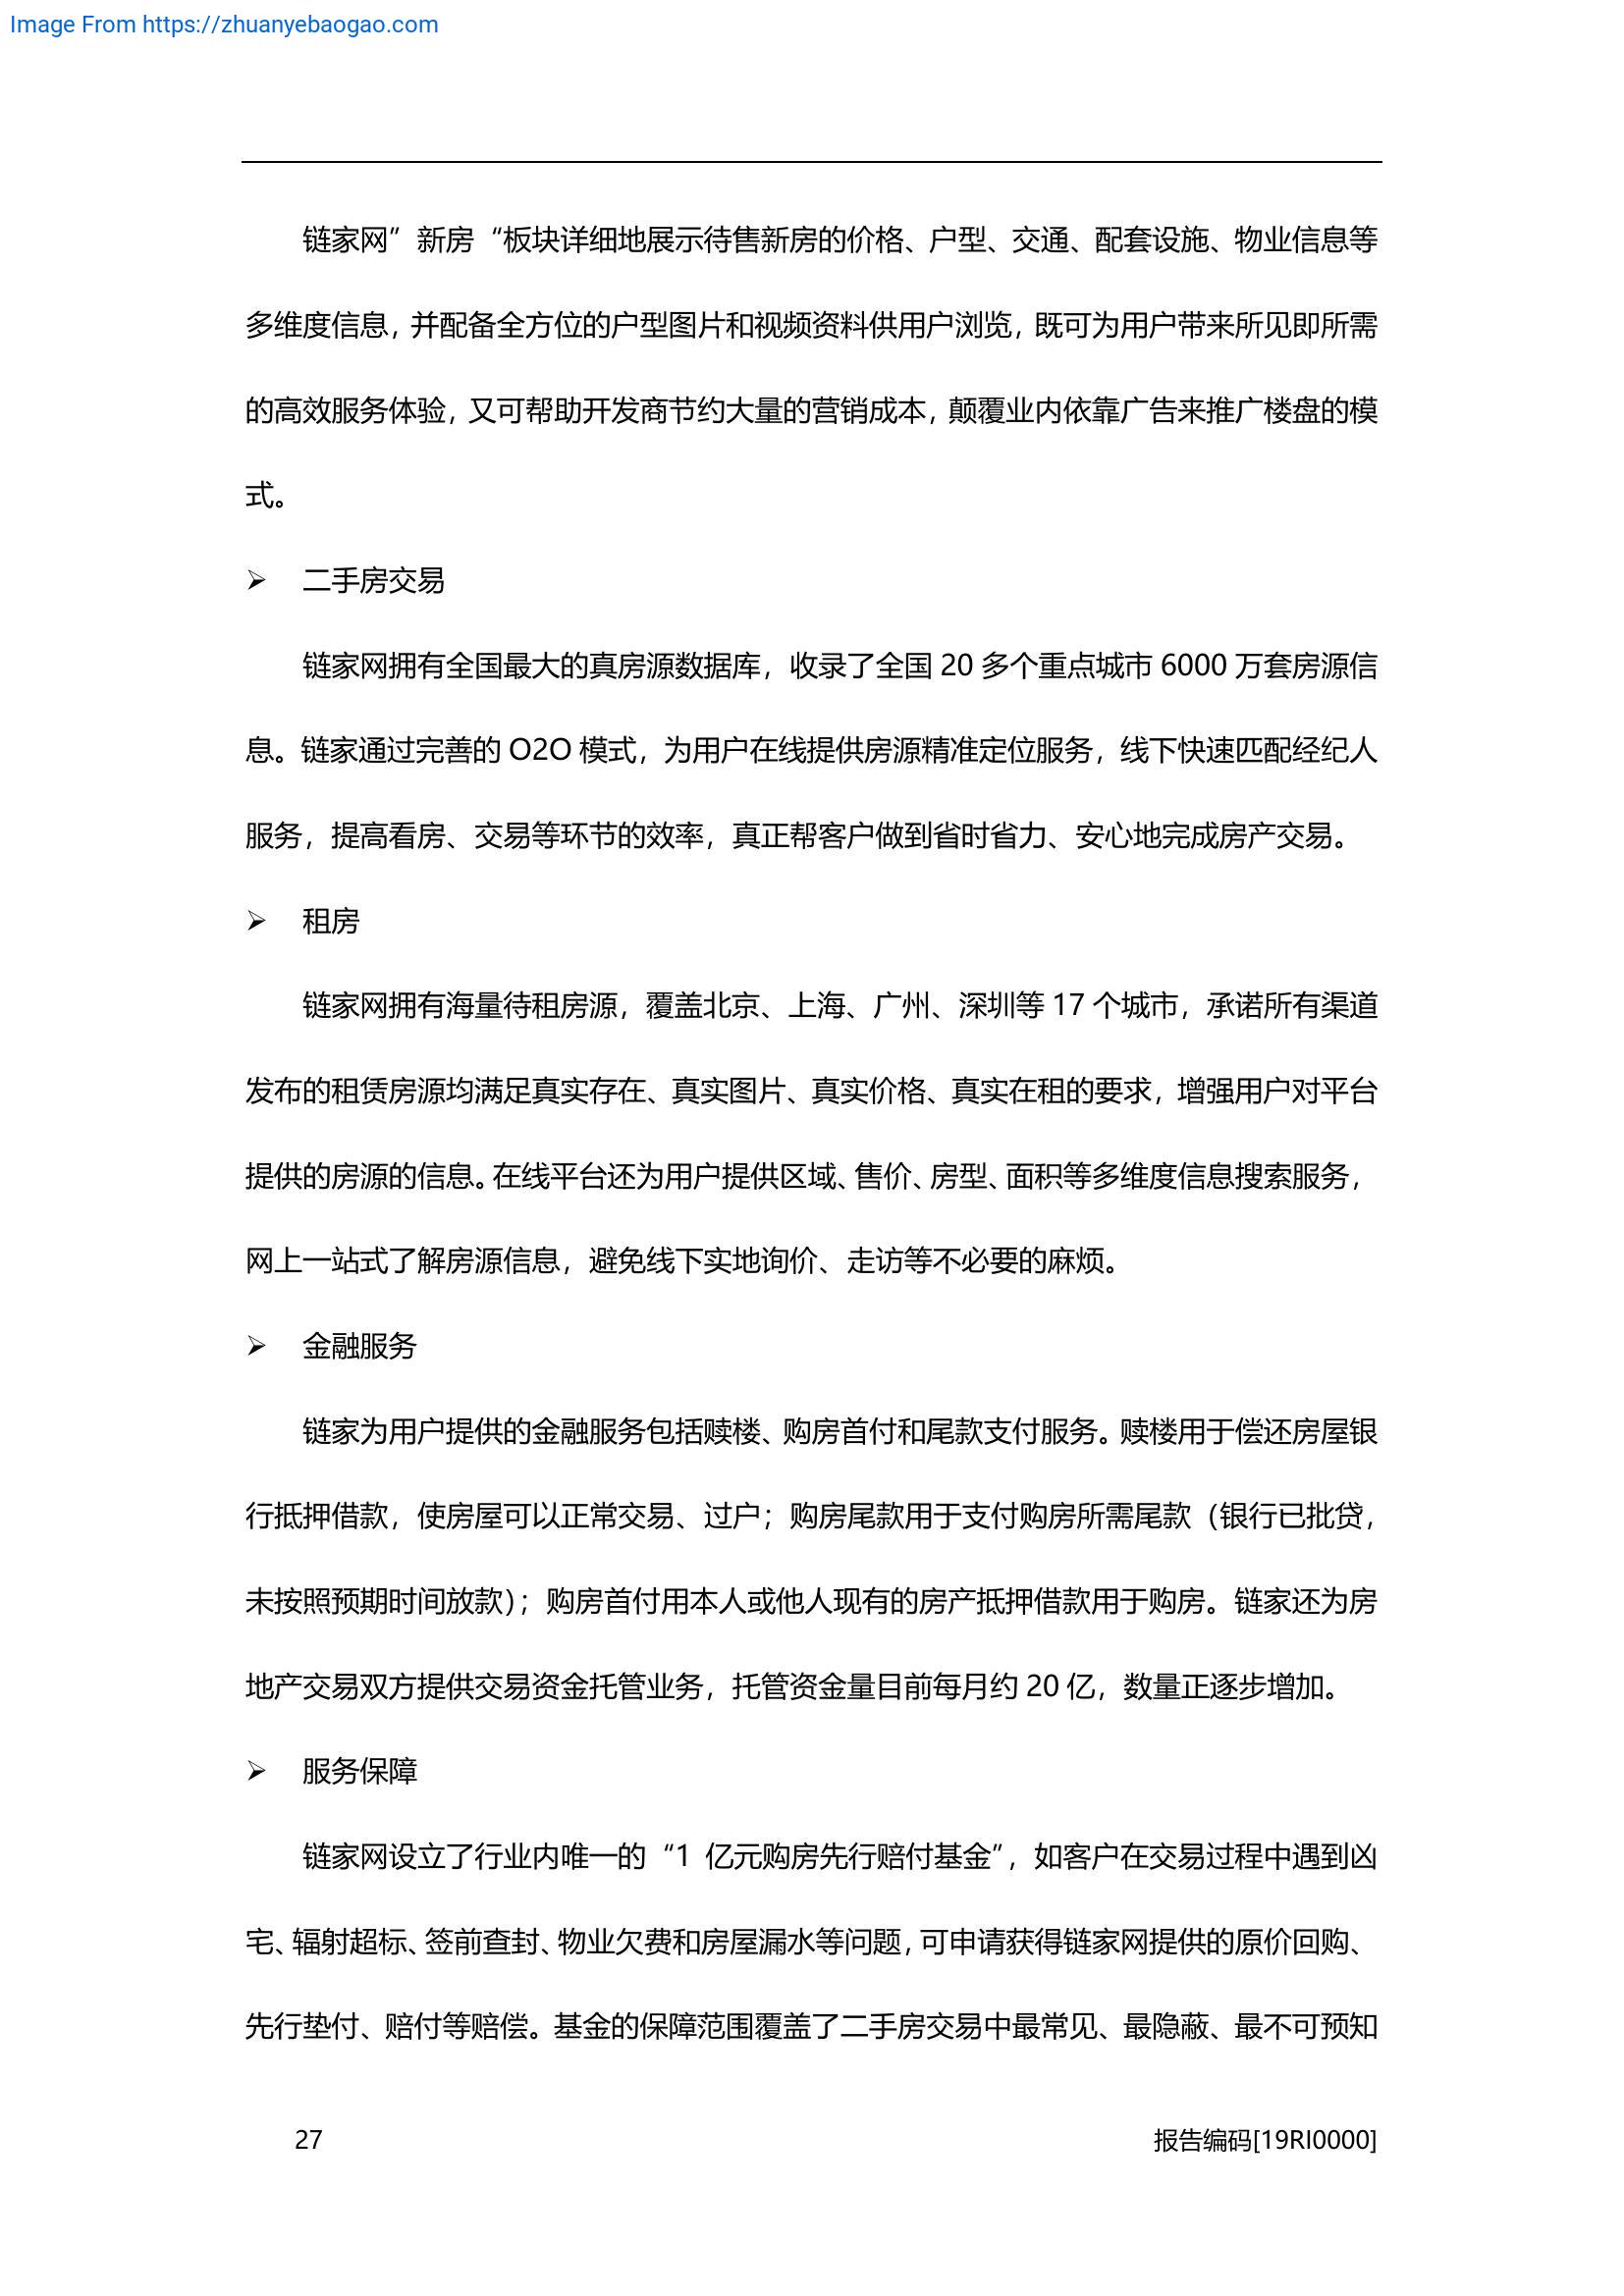 Image From https://zhuanyebaogao.com
链家网”新房“板块详细地展示待售新房的价格、户型、交通、配套设施、物业信息等
多维度信息，并配备全方位的户型图片和视频资料供用户浏览，既可为用户带来所见即所需
的高效服务体验，又可帮助开发商节约大量的营销成本，颠覆业内依靠广告来推广楼盘的模
式。
➢ 二手房交易
链家网拥有全国最大的真房源数据库，收录了全国 20 多个重点城市 6000 万套房源信
息。链家通过完善的 O2O 模式，为用户在线提供房源精准定位服务，线下快速匹配经纪人
服务，提高看房、交易等环节的效率，真正帮客户做到省时省力、安心地完成房产交易。
➢ 租房
链家网拥有海量待租房源，覆盖北京、上海、广州、深圳等 17 个城市，承诺所有渠道
发布的租赁房源均满足真实存在、真实图片、真实价格、真实在租的要求，增强用户对平台
提供的房源的信息。在线平台还为用户提供区域、售价、房型、面积等多维度信息搜索服务，
网上一站式了解房源信息，避免线下实地询价、走访等不必要的麻烦。
➢ 金融服务
链家为用户提供的金融服务包括赎楼、购房首付和尾款支付服务。赎楼用于偿还房屋银
行抵押借款，使房屋可以正常交易、过户；购房尾款用于支付购房所需尾款（银行已批贷，
未按照预期时间放款）；购房首付用本人或他人现有的房产抵押借款用于购房。链家还为房
地产交易双方提供交易资金托管业务，托管资金量目前每月约 20 亿，数量正逐步增加。
➢ 服务保障
链家网设立了行业内唯一的“1 亿元购房先行赔付基金”，如客户在交易过程中遇到凶
宅、辐射超标、签前查封、物业欠费和房屋漏水等问题，可申请获得链家网提供的原价回购、
先行垫付、赔付等赔偿。基金的保障范围覆盖了二手房交易中最常见、最隐蔽、最不可预知
27
报告编码[19RI0000]